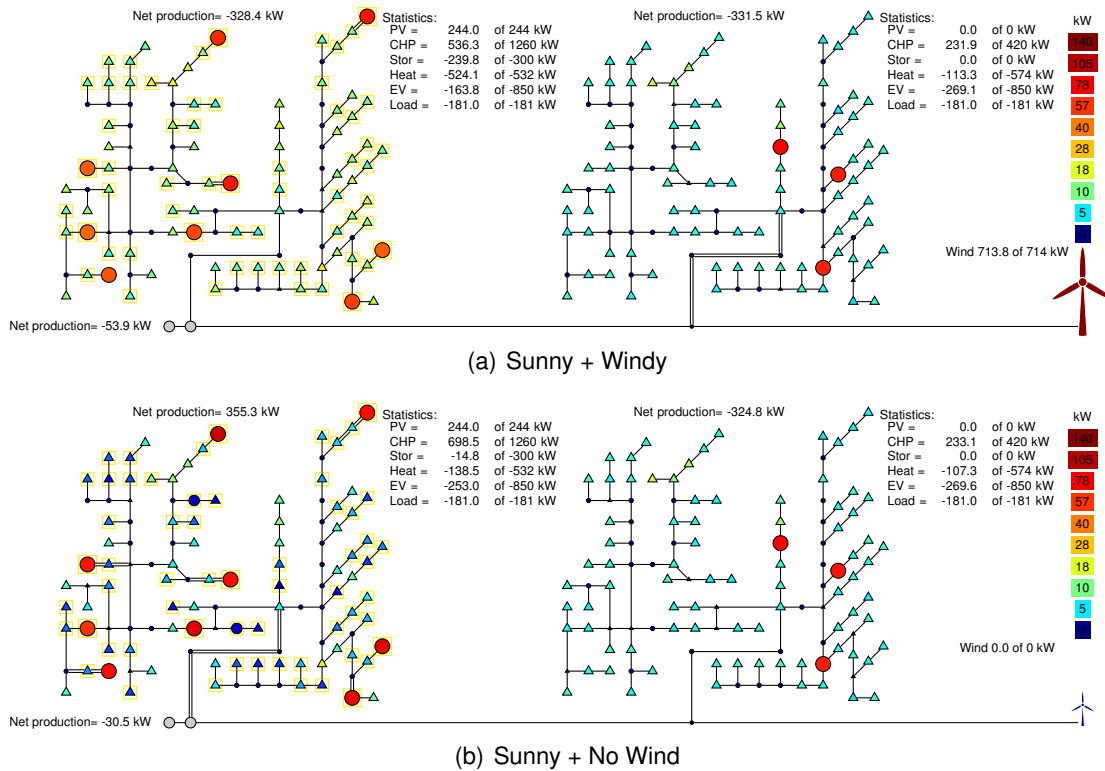 Net production= -328.4 kW
Statistics:
PV = 244.0 of 244 kW
CHP = 536.3 of 1260 kW
Stor = -239.8 of -300 kW
Heat = -524.1 of -532 kW
EV = -163.8 of -850 kW
Load = -181.0 of -181 kW
Net production= -331.5 kW
Statistics:
PV = 0.0 of 0 kW
CHP = 231.9 of 420 kW
Stor = 0.0 of 0 kW
Heat = -113.3 of -574 kW
EV = -269.1 of -850 kW
Load = -181.0 of -181 kW
kW
140
105
78
57
40
28
18
10
5
0
Wind 713.8 of 714 kW
Net production= -53.9 kW
(a) Sunny + Windy
Net production= 355.3 kW
Statistics:
PV = 244.0 of 244 kW
CHP = 698.5 of 1260 kW
Stor = -14.8 of -300 kW
Heat = -138.5 of -532 kW
EV = -253.0 of -850 kW
Load = -181.0 of -181 kW
Net production= -324.8 kW
Statistics:
PV = 0.0 of 0 kW
CHP = 233.1 of 420 kW
Stor = 0.0 of 0 kW
Heat = -107.3 of -574 kW
EV = -269.6 of -850 kW
Load = -181.0 of -181 kW
kW
140
105
78
57
40
28
18
10
5
0
Wind 0.0 of 0 kW
Net production= -30.5 kW
(b) Sunny + No Wind